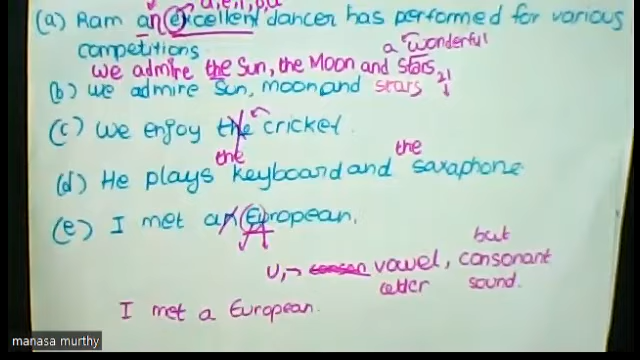 a,e,i,o,u
(a) Ram an excellent dancer has performed for various
competitions.
a wonderful
we admire the Sun, the Moon and stars
(b) we admire Sun, moon and stars
(c) we enjoy the cricket.
the the
(d) He plays keyboard and saxaphone
(e) I met an European.
but
U, → vowel, consonant
letter sound.
I met a European.
manasa murthy